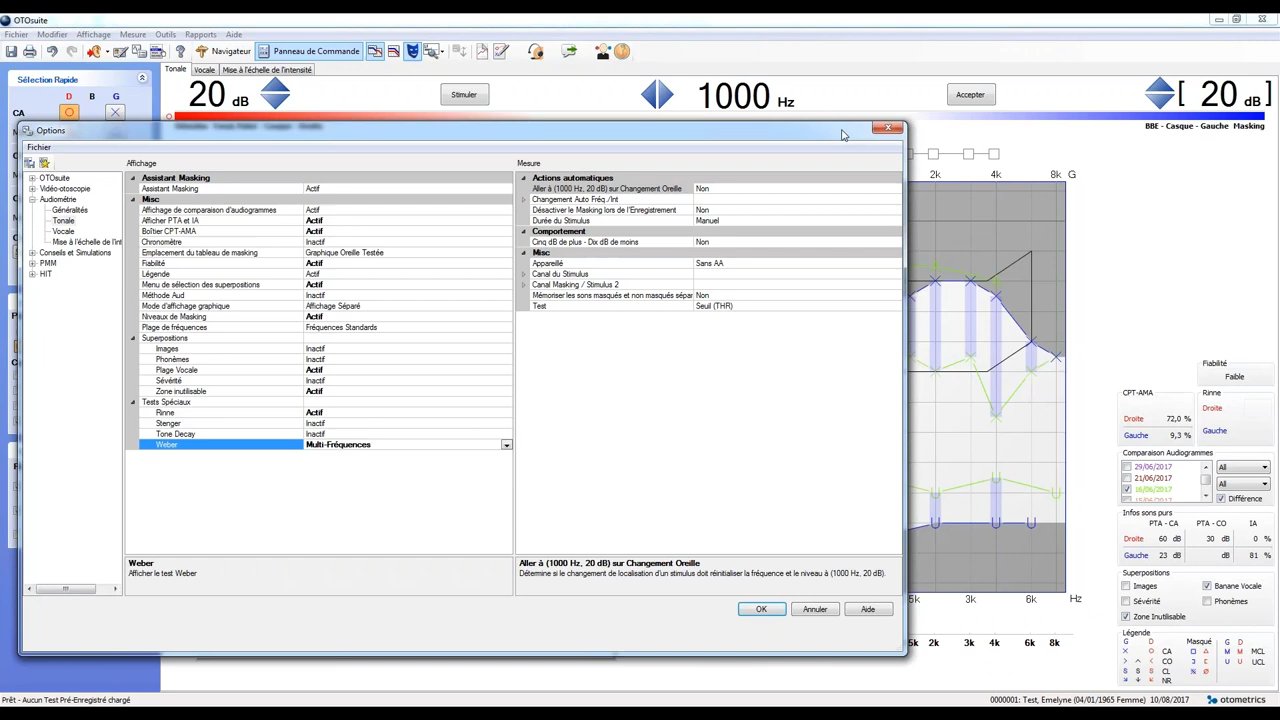 OTOsuite
Fichier Modifier Affichage Mesure Outils Rapports Aide
Navigateur Panneau de Commande
Sélection Rapide
D B G
CA
Tonale Vocale Mise à l'échelle de l'intensité
20 dB Stimuler 1000 Hz Accepter [ 20 dB ]
BBE - Casque - Gauche Masking
Options
Fichier
OTOsuite
Vidéo-otoscopie
Audiométrie
Généralités
Tonale
Vocale
Mise à l'échelle de l'int
Conseils et Simulations
PMM
HIT
Affichage
Assistant Masking
Assistant Masking Actif
Misc
Affichage de comparaison d'audiogrammes Actif
Afficher PTA et IA Actif
Boîtier CPT-AMA Actif
Chronomètre Inactif
Emplacement du tableau de masking Graphique Oreille Testée
Fiabilité Actif
Légende Actif
Menu de sélection des superpositions Actif
Méthode Aud Inactif
Mode d'affichage graphique Affichage Séparé
Niveaux de Masking Actif
Plage de fréquences Fréquences Standards
Superpositions
Images Inactif
Phonèmes Inactif
Plage Vocale Actif
Sévérité Inactif
Zone inutilisable Actif
Tests Spéciaux
Rinne Actif
Stenger Inactif
Tone Decay Inactif
Weber Multi-Fréquences
Weber
Afficher le test Weber
Mesure
Actions automatiques
Aller à (1000 Hz, 20 dB) sur Changement Oreille Non
Changement Auto Fréq./Int
Désactiver le Masking lors de l'Enregistrement Non
Durée du Stimulus Manuel
Comportement
Cinq dB de plus - Dix dB de moins Non
Misc
Appareillé Sans AA
Canal du Stimulus
Canal Masking / Stimulus 2
Mémoriser les sons masqués et non masqués sépar Non
Test Seuil (THR)
Aller à (1000 Hz, 20 dB) sur Changement Oreille
Détermine si le changement de localisation d'un stimulus doit réinitialiser la fréquence et le niveau à (1000 Hz, 20 dB).
OK Annuler Aide
2k 4k G
5k 3k 6k Hz
2k 3k 4k 6k 8k
Fiabilité
Faible
CPT-AMA
Droite 72,0 %
Gauche 9,3 %
Rinne
Droite
Gauche
Comparaison Audiogrammes
29/06/2017
21/06/2017
16/06/2017
15/06/2017
All
All
Différence
Infos sons purs
PTA - CA PTA - CO IA
Droite 60 dB 30 dB 0 %
Gauche 23 dB dB 81 %
Superpositions
Images Banane Vocale
Sévérité Phonèmes
Zone Inutilisable
Légende
G D Masqué G D
CA M M MCL
CO U U UCL
S S S S CL
NR
Prêt - Aucun Test Pré-Enregistré chargé
0000001: Test, Emelyne (04/01/1965 Femme) 10/08/2017 otometrics